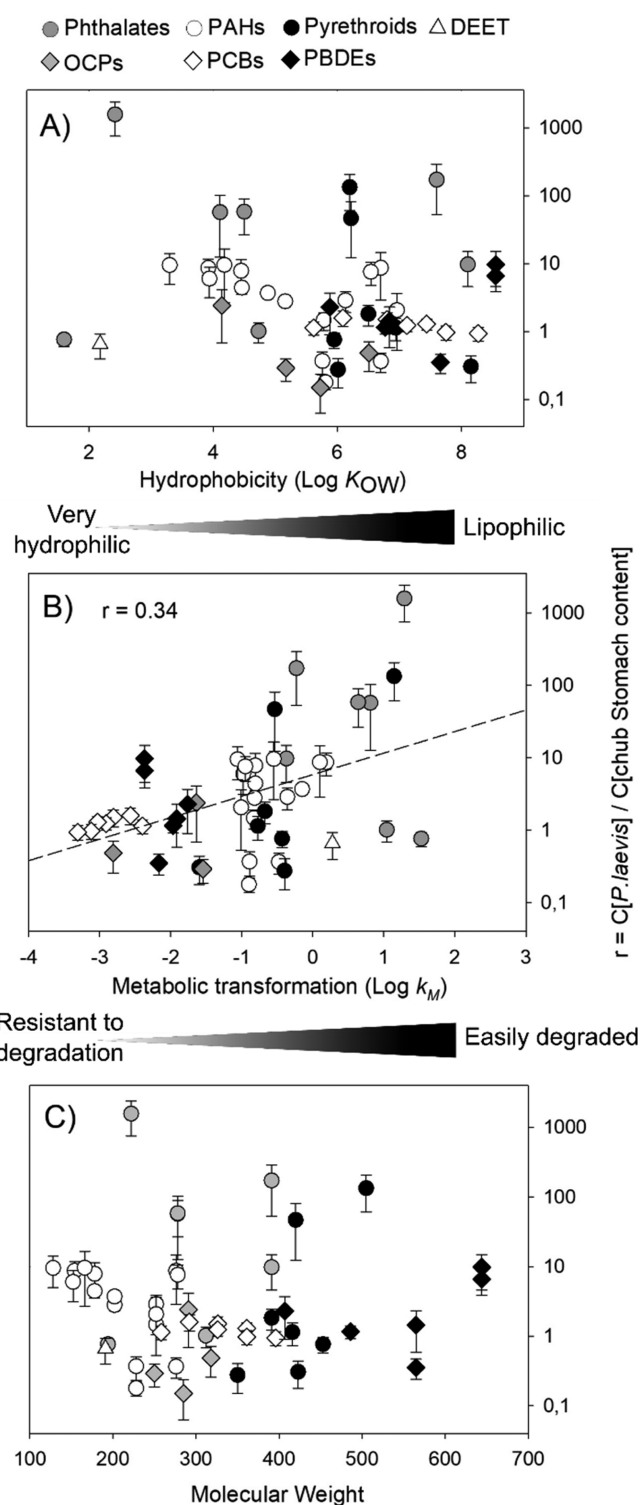 Phthalates PAHs Pyrethroids DEET
OCPs PCBs PBDEs
A)
1000
100
10
1
0,1
2 4 6 8
Hydrophobicity (Log KOW)
Very
hydrophilic
Lipophilic
B)
r = 0.34
1000
100
10
1
0,1
-4 -3 -2 -1 0 1 2 3
Metabolic transformation (Log kM)
r = C[P.laevis] / C[chub Stomach content]
Resistant to
degradation
Easily degraded
C)
1000
100
10
1
0,1
100 200 300 400 500 600 700
Molecular Weight